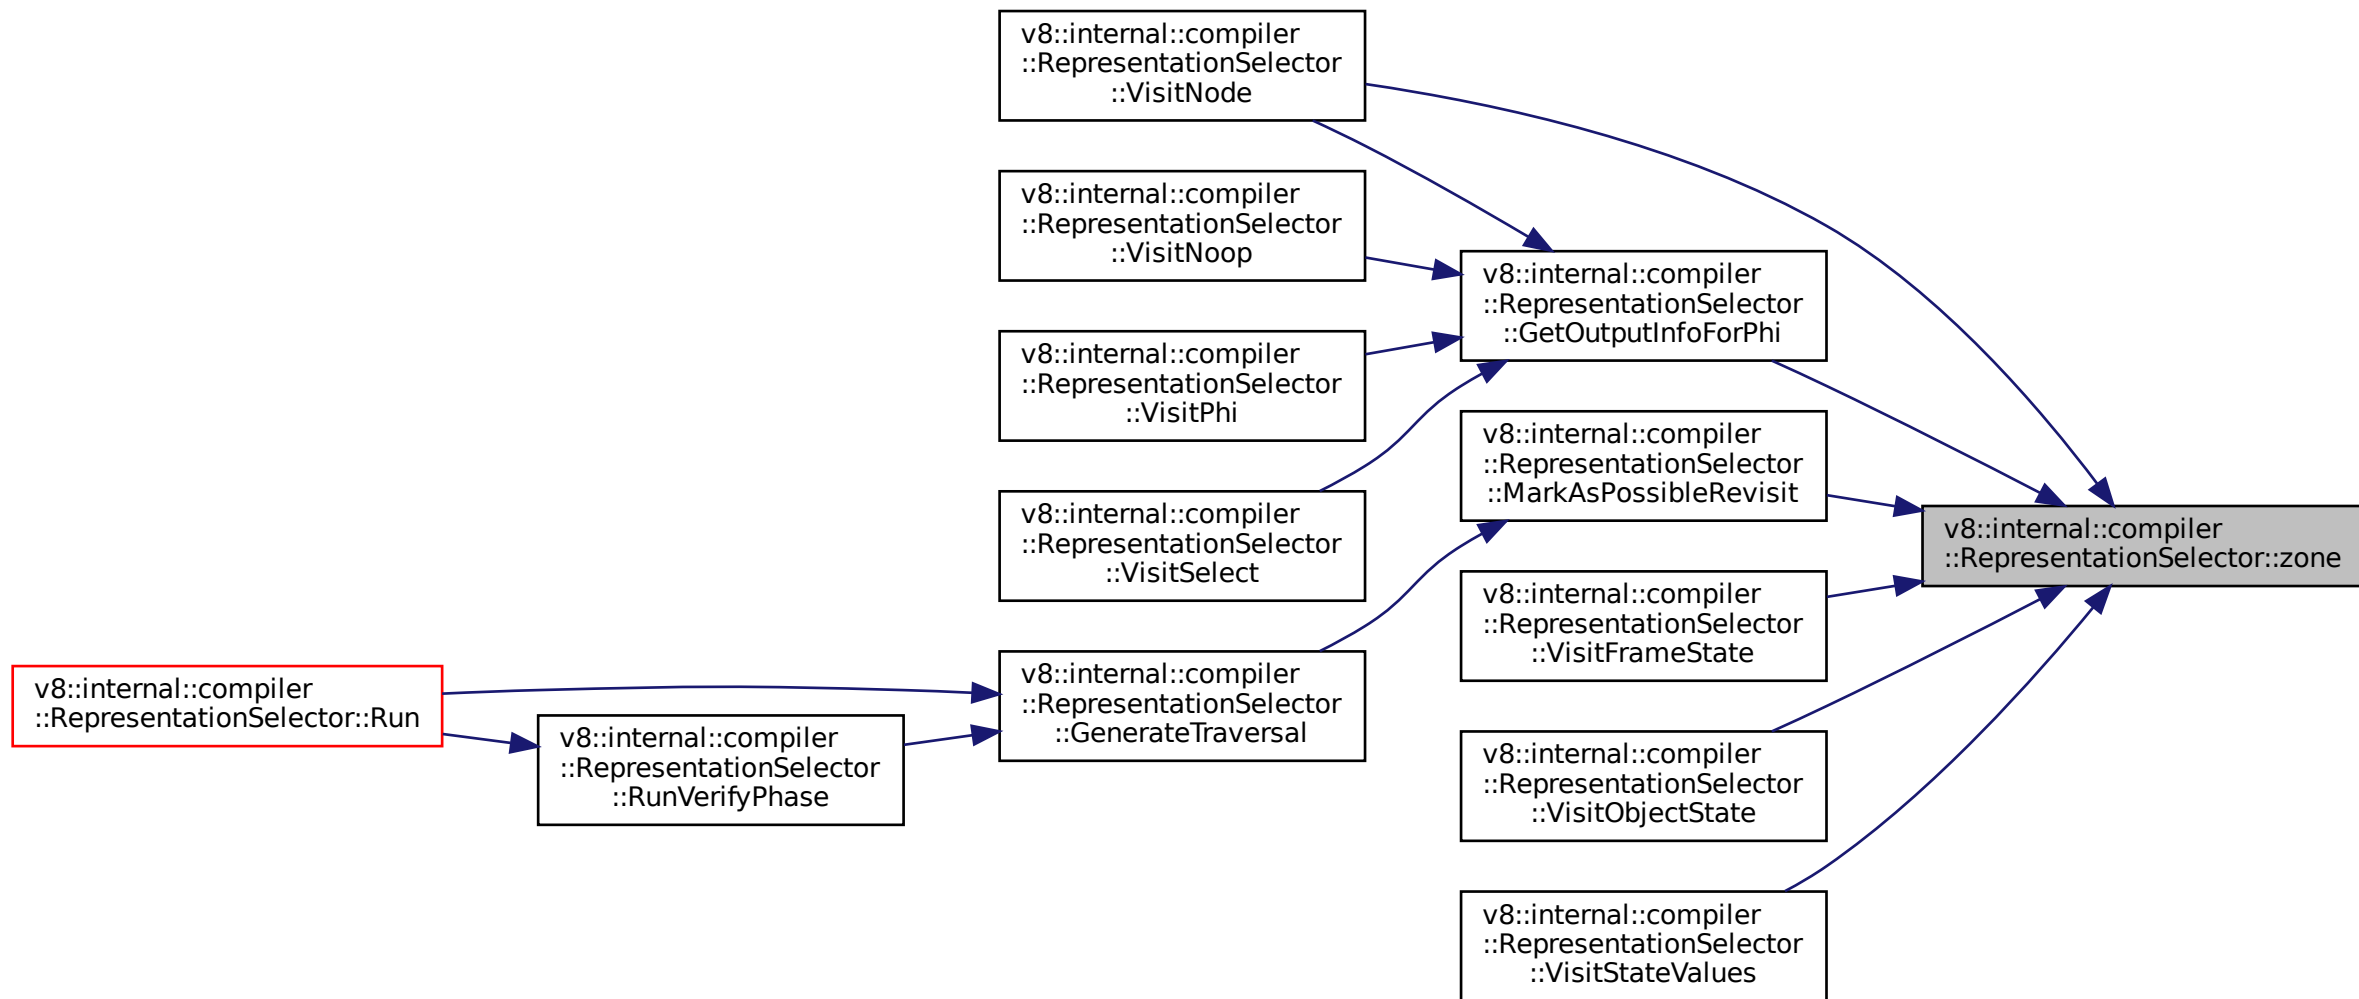 v8::internal::compiler
::RepresentationSelector
::VisitNode
v8::internal::compiler
::RepresentationSelector
::VisitNoop
v8::internal::compiler
::RepresentationSelector
::GetOutputInfoForPhi
v8::internal::compiler
::RepresentationSelector
::VisitPhi
v8::internal::compiler
::RepresentationSelector
::MarkAsPossibleRevisit
v8::internal::compiler
::RepresentationSelector
::VisitSelect
v8::internal::compiler
::RepresentationSelector::zone
v8::internal::compiler
::RepresentationSelector
::VisitFrameState
v8::internal::compiler
::RepresentationSelector::Run
v8::internal::compiler
::RepresentationSelector
::RunVerifyPhase
v8::internal::compiler
::RepresentationSelector
::GenerateTraversal
v8::internal::compiler
::RepresentationSelector
::VisitObjectState
v8::internal::compiler
::RepresentationSelector
::VisitStateValues